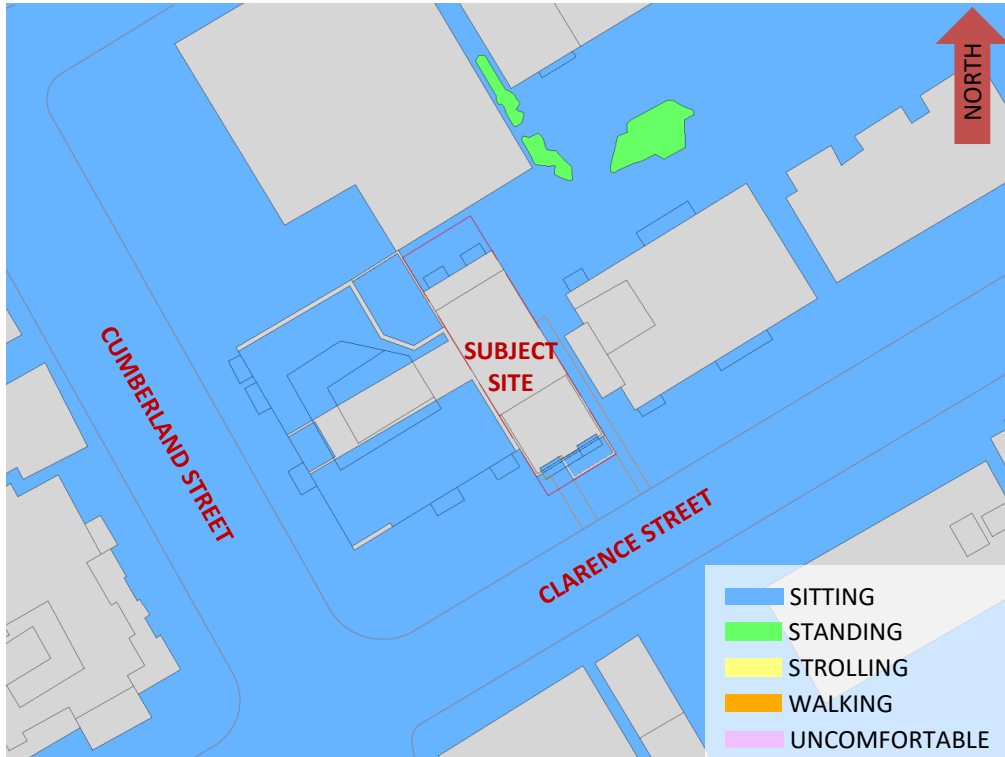 NORTH
CUMBERLAND STREET
SUBJECT
SITE
CLARENCE STREET
SITTING
STANDING
STROLLING
WALKING
UNCOMFORTABLE